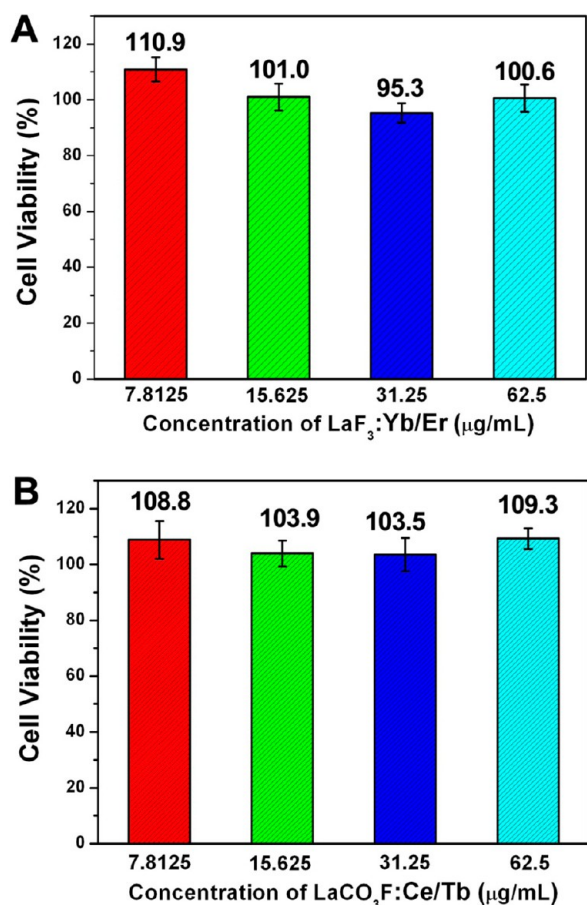 A
110.9
101.0
95.3
100.6
120
100
80
60
40
20
0
Cell Viability (%)
7.8125 15.625 31.25 62.5
Concentration of LaF₃:Yb/Er (μg/mL)
B
108.8
103.9
103.5
109.3
120
100
80
60
40
20
0
Cell Viability (%)
7.8125 15.625 31.25 62.5
Concentration of LaCO₃F:Ce/Tb (μg/mL)